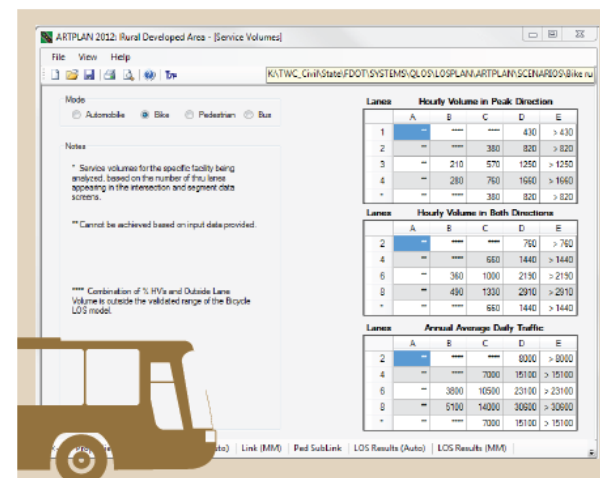 ARTPLAN 2012: Rural Developed Area - [Service Volumes]
File View Help
K:\TWC_Civil\State\FDOT\SYSTEMS\QLOS\LOSPLAN\ARTPLAN\SCENARIOS\Bike ru
Mode
Automobile Bike Pedestrian Bus
Notes
* Service volumes for the specific facility being
analyzed, based on the number of thru lanes
appearing in the intersection and segment data
screens.
** Cannot be achieved based on input data provided.
**** Combination of % HVs and Outside Lane
Volume is outside the validated range of the Bicycle
LOS model.
Lanes Hourly Volume in Peak Direction
A B C D E
1 ** **** **** 430 > 430
2 ** **** 380 820 > 820
3 ** 210 570 1250 > 1250
4 ** 280 760 1660 > 1660
* ** **** 380 820 > 820
Lanes Hourly Volume in Both Directions
A B C D E
2 ** **** **** 760 > 760
4 ** **** 660 1440 > 1440
6 ** 360 1000 2190 > 2190
8 ** 490 1330 2910 > 2910
* ** **** 660 1440 > 1440
Lanes Annual Average Daily Traffic
A B C D E
2 ** **** **** 8000 > 8000
4 ** **** 7000 15100 > 15100
6 ** 3800 10500 23100 > 23100
8 ** 5100 14000 30600 > 30600
* ** **** 7000 15100 > 15100
Link (MM) Ped SubLink LOS Results (Auto) LOS Results (MM)